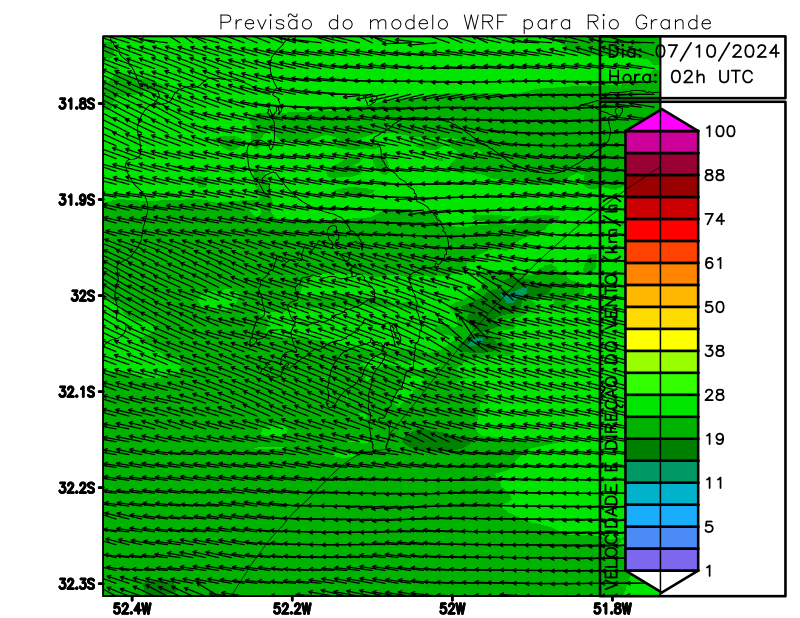 Previsão do modelo WRF para Rio Grande
Dia: 07/10/2024
Hora: 02h UTC
31.8S
31.9S
32S
32.1S
32.2S
32.3S
52.4W
52.2W
52W
51.8W
VELOCIDADE E DIREÇÃO DO VENTO (km/h)
100
88
74
61
50
38
28
19
11
5
1